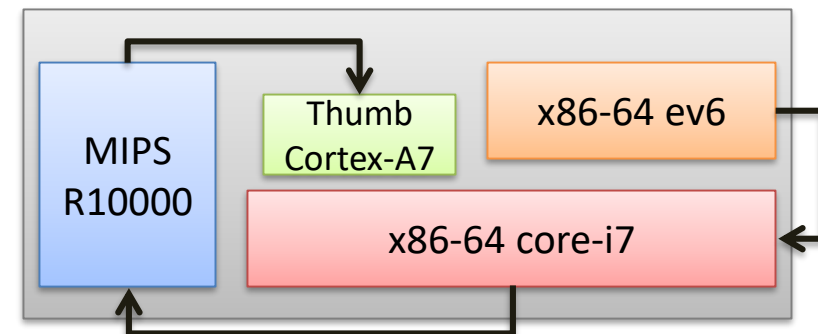 MIPS
R10000
Thumb
Cortex-A7
x86-64 ev6
x86-64 core-i7